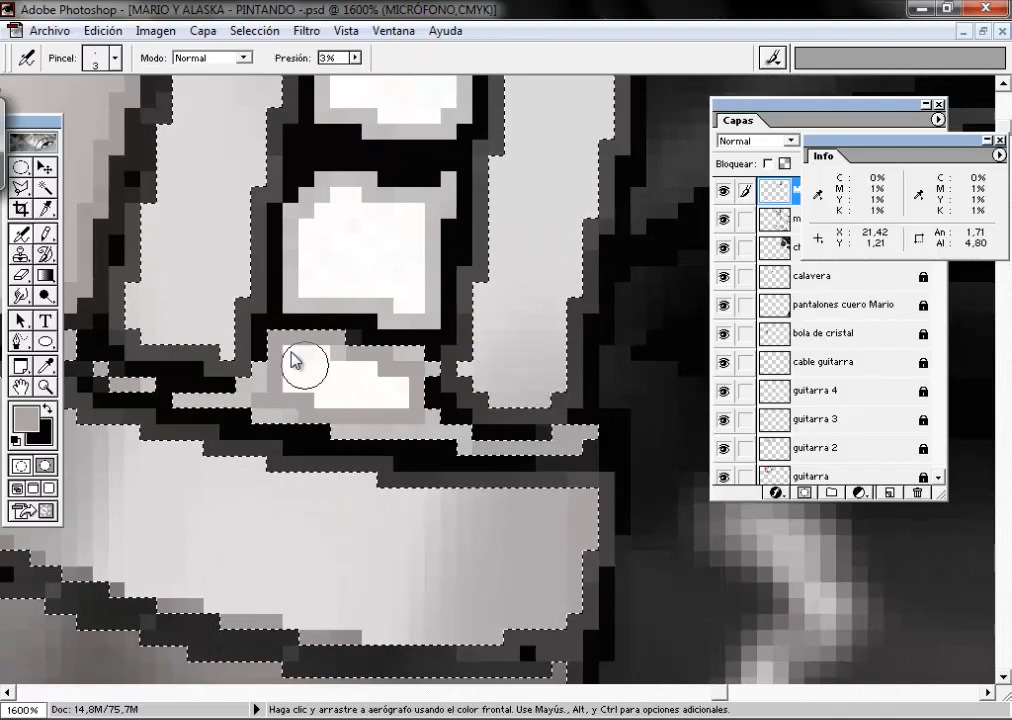 Adobe Photoshop - [MARIO Y ALASKA - PINTANDO -.psd @ 1600% (MICRÓFONO,CMYK)]
Archivo Edición Imagen Capa Selección Filtro Vista Ventana Ayuda
Pincel: 3 Modo: Normal Presión: 3%
Capas
Normal
Bloquear:
Info
C : 0% C : 0%
M : 1% M : 1%
Y : 1% Y : 1%
K : 1% K : 1%
X : 21,42 An : 1,71
Y : 1,21 Al : 4,80
m
ch
calavera
pantalones cuero Mario
bola de cristal
cable guitarra
guitarra 4
guitarra 3
guitarra 2
guitarra
1600% Doc: 14,8M/75,7M Haga clic y arrastre a aerógrafo usando el color frontal. Use Mayús., Alt, y Ctrl para opciones adicionales.